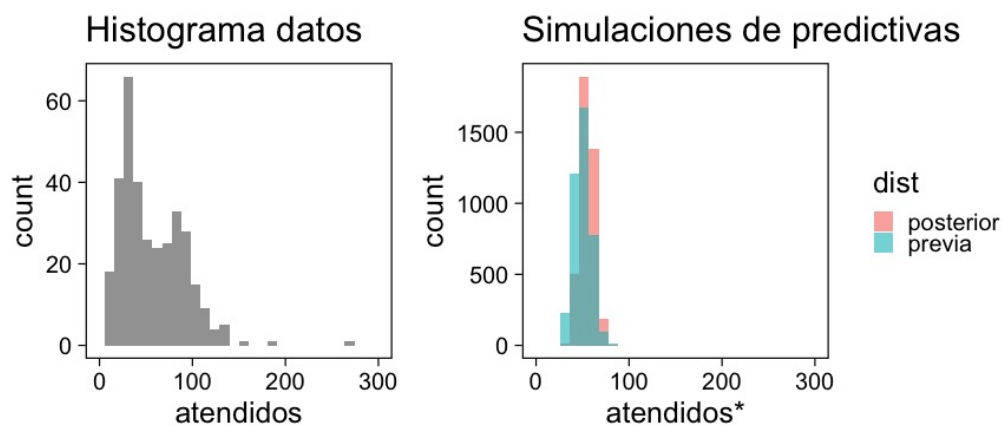 Histograma datos
Simulaciones de predictivas
60
40
20
0
count
0 100 200 300
atendidos
1500
1000
500
0
count
0 100 200 300
atendidos*
dist
posterior
previa